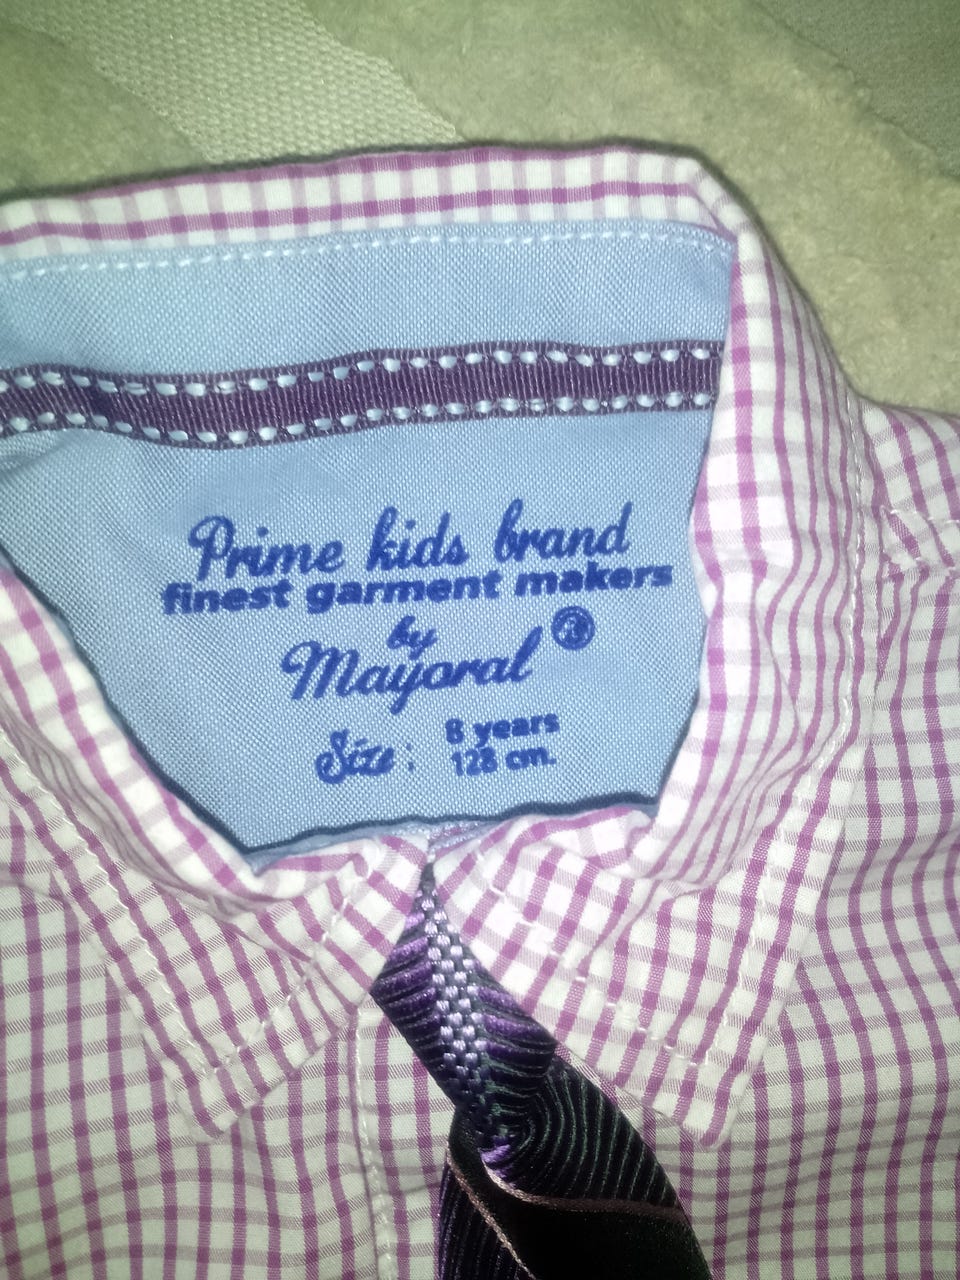 Prime kids brand
finest garment makers
by
Mayoral ®
Size: 8 years
128 cm.